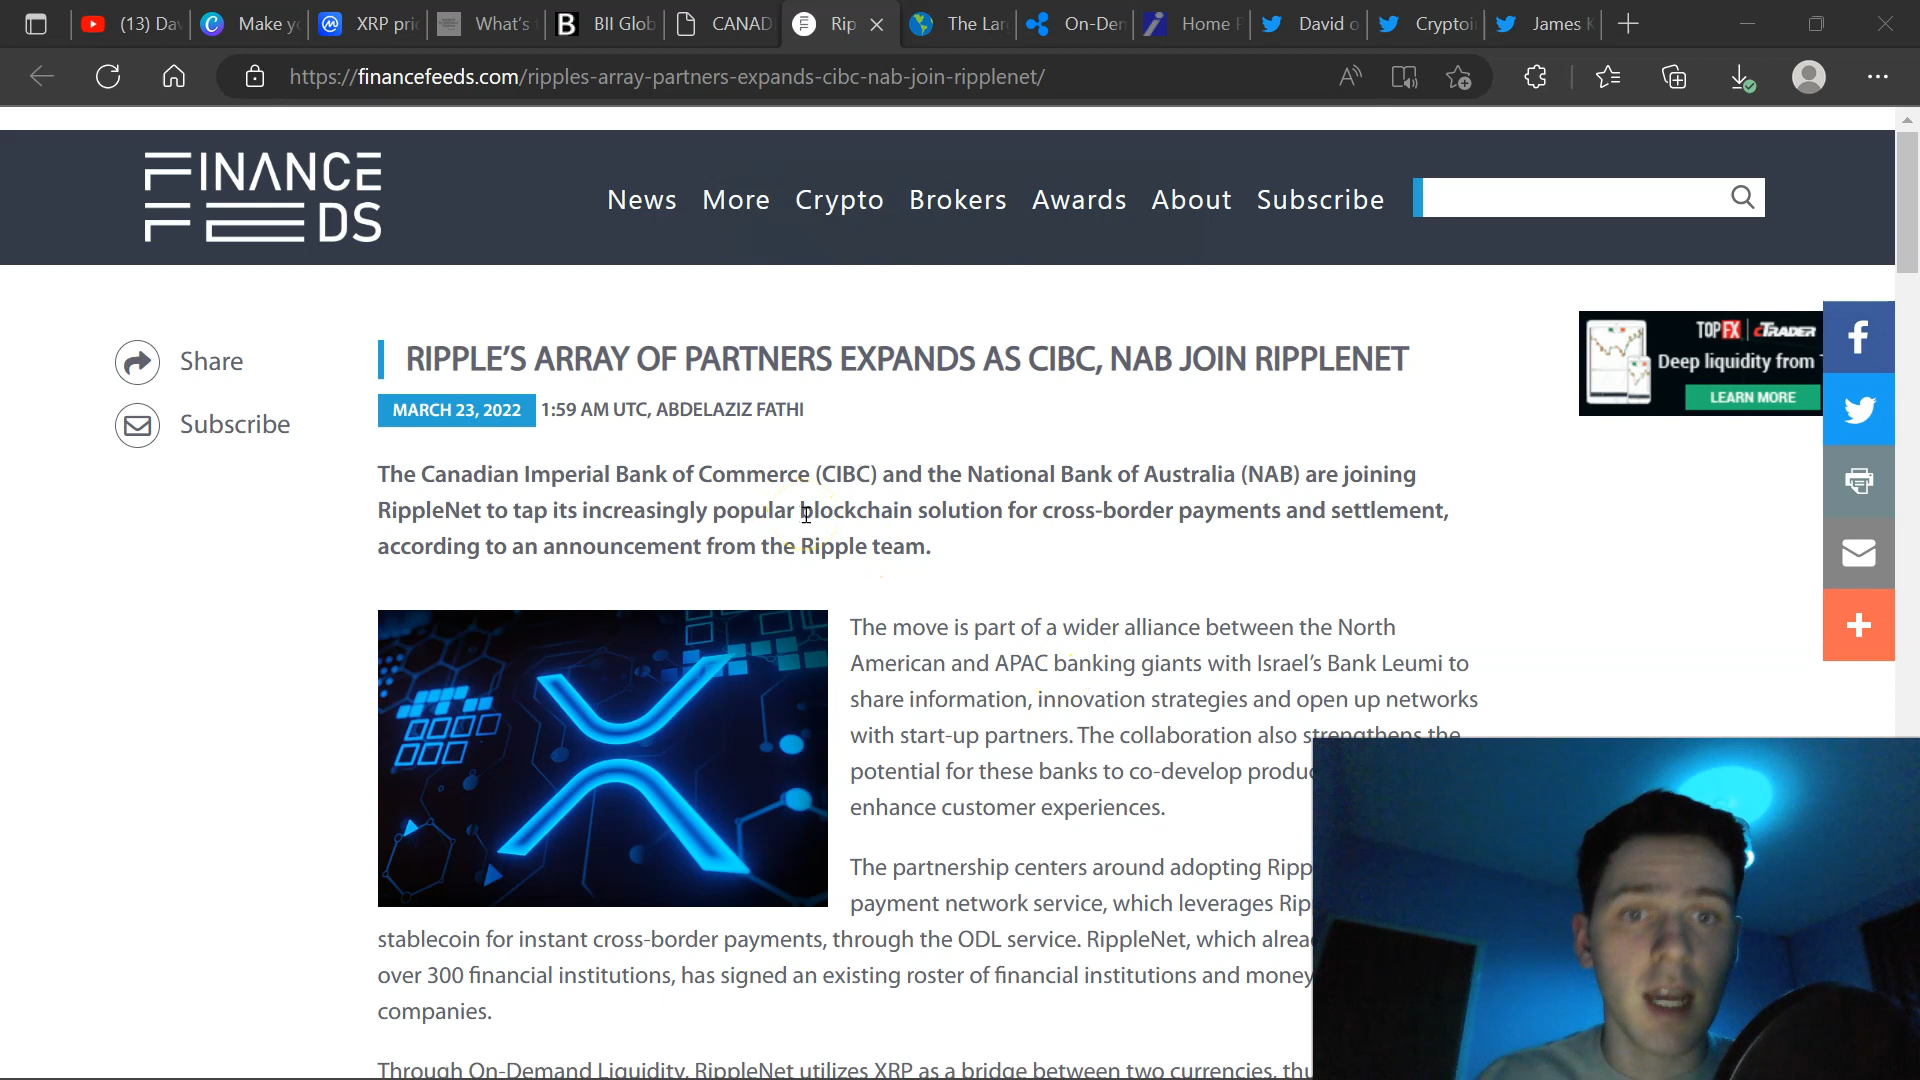 (13) Da
Make y
XRP pri
What's
BII Glob
CANAD
Rip
The Lar
On-Der
Home P
David o
Cryptoi
James K
https://financefeeds.com/ripples-array-partners-expands-cibc-nab-join-ripplenet/
FINANCE
FEEDS
News More Crypto Brokers Awards About Subscribe
Share
Subscribe
RIPPLE'S ARRAY OF PARTNERS EXPANDS AS CIBC, NAB JOIN RIPPLENET
MARCH 23, 2022 1:59 AM UTC, ABDELAZIZ FATHI
TOPFX cTRADER
Deep liquidity from
LEARN MORE
The Canadian Imperial Bank of Commerce (CIBC) and the National Bank of Australia (NAB) are joining
RippleNet to tap its increasingly popular blockchain solution for cross-border payments and settlement,
according to an announcement from the Ripple team.
The move is part of a wider alliance between the North
American and APAC banking giants with Israel's Bank Leumi to
share information, innovation strategies and open up networks
with start-up partners. The collaboration also strengthens the
potential for these banks to co-develop produc
enhance customer experiences.
The partnership centers around adopting Ripp
payment network service, which leverages Rip
stablecoin for instant cross-border payments, through the ODL service. RippleNet, which alrea
over 300 financial institutions, has signed an existing roster of financial institutions and money
companies.
Through On-Demand Liquidity, RippleNet utilizes XRP as a bridge between two currencies, thu